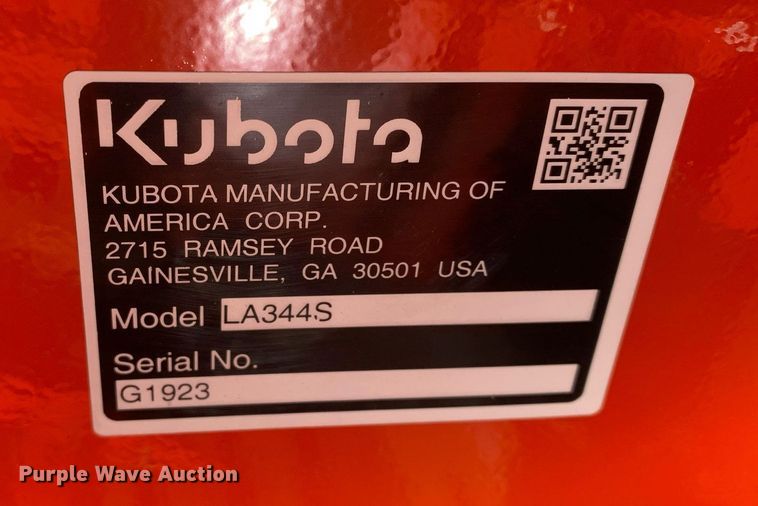 Kubota
KUBOTA MANUFACTURING OF
AMERICA CORP.
2715 RAMSEY ROAD
GAINESVILLE, GA 30501 USA
Model LA344S
Serial No.
G1923
Purple Wave Auction